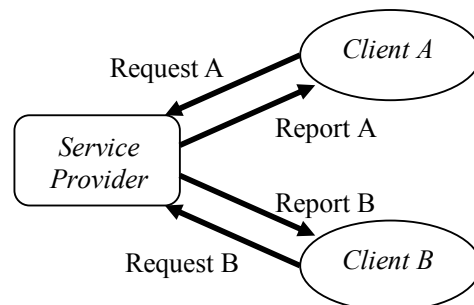 Client A
Request A
Report A
Service
Provider
Report B
Request B
Client B